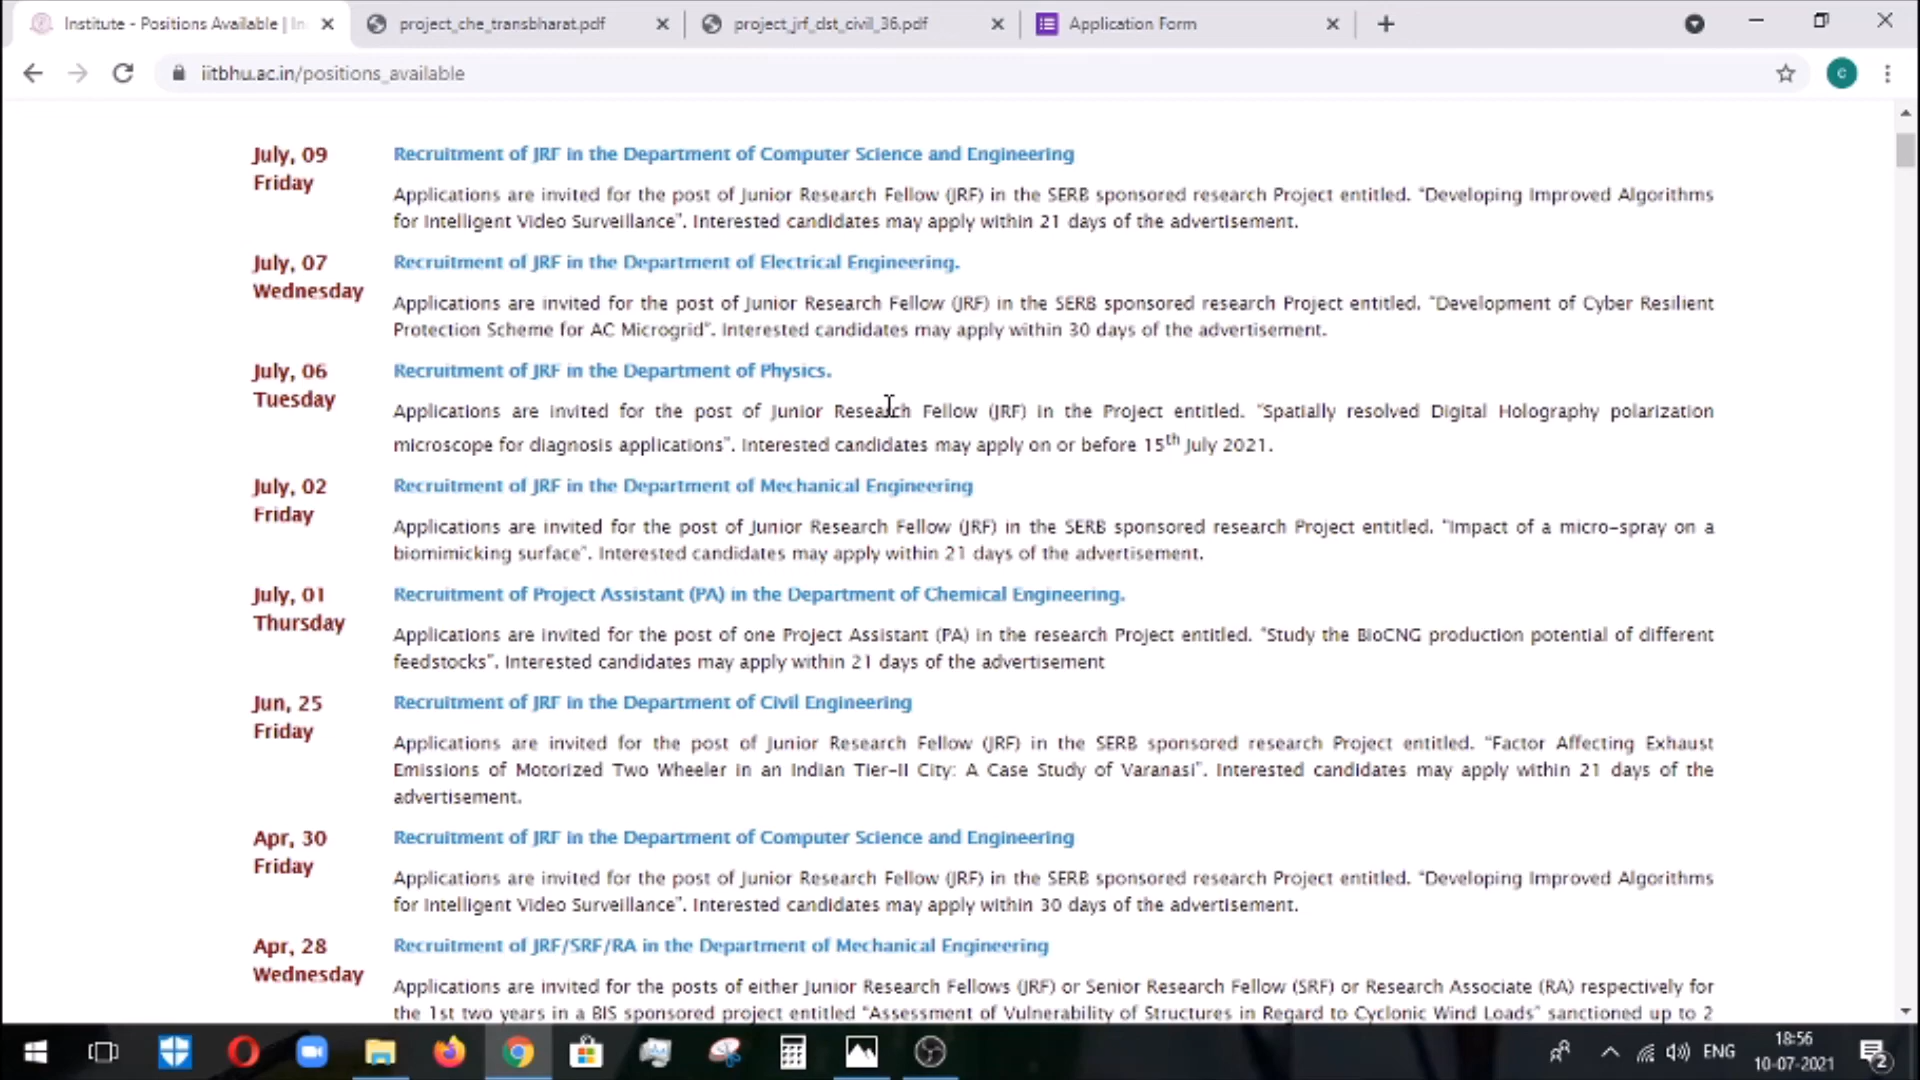 Institute - Positions Available | In
project_che_transbharat.pdf
project_jrf_dst_civil_36.pdf
Application Form
iitbhu.ac.in/positions_available
c
July, 09
Friday
Recruitment of JRF in the Department of Computer Science and Engineering
Applications are invited for the post of Junior Research Fellow (JRF) in the SERB sponsored research Project entitled. "Developing Improved Algorithms
for Intelligent Video Surveillance". Interested candidates may apply within 21 days of the advertisement.
July, 07
Wednesday
Recruitment of JRF in the Department of Electrical Engineering.
Applications are invited for the post of Junior Research Fellow (JRF) in the SERB sponsored research Project entitled. "Development of Cyber Resilient
Protection Scheme for AC Microgrid". Interested candidates may apply within 30 days of the advertisement.
July, 06
Tuesday
Recruitment of JRF in the Department of Physics.
Applications are invited for the post of Junior Research Fellow (JRF) in the Project entitled. "Spatially resolved Digital Holography polarization
microscope for diagnosis applications". Interested candidates may apply on or before 15th July 2021.
July, 02
Friday
Recruitment of JRF in the Department of Mechanical Engineering
Applications are invited for the post of Junior Research Fellow (JRF) in the SERB sponsored research Project entitled. "Impact of a micro-spray on a
biomimicking surface". Interested candidates may apply within 21 days of the advertisement.
July, 01
Thursday
Recruitment of Project Assistant (PA) in the Department of Chemical Engineering.
Applications are invited for the post of one Project Assistant (PA) in the research Project entitled. "Study the BioCNG production potential of different
feedstocks". Interested candidates may apply within 21 days of the advertisement
Jun, 25
Friday
Recruitment of JRF in the Department of Civil Engineering
Applications are invited for the post of Junior Research Fellow (JRF) in the SERB sponsored research Project entitled. "Factor Affecting Exhaust
Emissions of Motorized Two Wheeler in an Indian Tier-II City: A Case Study of Varanasi". Interested candidates may apply within 21 days of the
advertisement.
Apr, 30
Friday
Recruitment of JRF in the Department of Computer Science and Engineering
Applications are invited for the post of Junior Research Fellow (JRF) in the SERB sponsored research Project entitled. "Developing Improved Algorithms
for Intelligent Video Surveillance". Interested candidates may apply within 30 days of the advertisement.
Apr, 28
Wednesday
Recruitment of JRF/SRF/RA in the Department of Mechanical Engineering
Applications are invited for the posts of either Junior Research Fellows (JRF) or Senior Research Fellow (SRF) or Research Associate (RA) respectively for
the 1st two years in a BIS sponsored project entitled "Assessment of Vulnerability of Structures in Regard to Cyclonic Wind Loads" sanctioned up to 2
ENG
18:56
10-07-2021
2